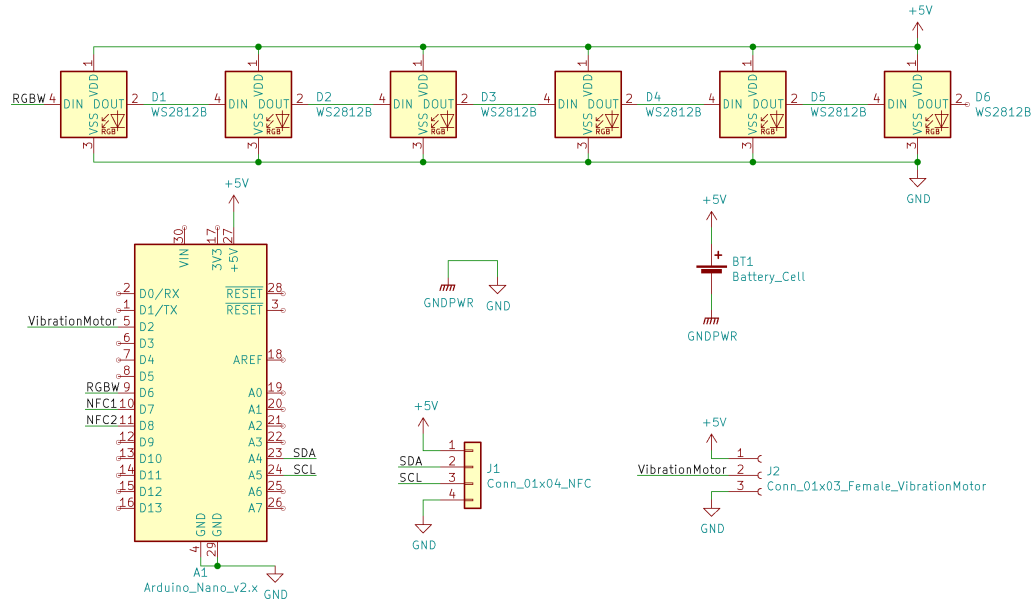 +5V
1 1 1 1 1 1
VDD VDD VDD VDD VDD VDD
RGBW 4 DIN DOUT 2 D1 4 DIN DOUT 2 D2 4 DIN DOUT 2 D3 4 DIN DOUT 2 D4 4 DIN DOUT 2 D5 4 DIN DOUT 2 D6
WS2812B WS2812B WS2812B WS2812B WS2812B WS2812B
VSS RGB VSS RGB VSS RGB VSS RGB VSS RGB VSS RGB
3 3 3 3 3 3
GND
+5V
30 17 27
VIN 3V3 +5V
2 D0/RX RESET 28
1 D1/TX RESET 3
VibrationMotor 5 D2
6 D3
7 D4 AREF 18
8 D5
RGBW 9 D6 A0 19
NFC1 10 D7 A1 20
NFC2 11 D8 A2 21
12 D9 A3 22
13 D10 A4 23 SDA
14 D11 A5 24 SCL
15 D12 A6 25
16 D13 A7 26
GND GND
4 29
A1
Arduino_Nano_v2.x
GND
GNDPWR GND
+5V
+
BT1
Battery_Cell
GNDPWR
+5V
1
SDA 2
SCL 3
4
J1
Conn_01x04_NFC
GND
+5V
1
VibrationMotor 2
3
J2
Conn_01x03_Female_VibrationMotor
GND